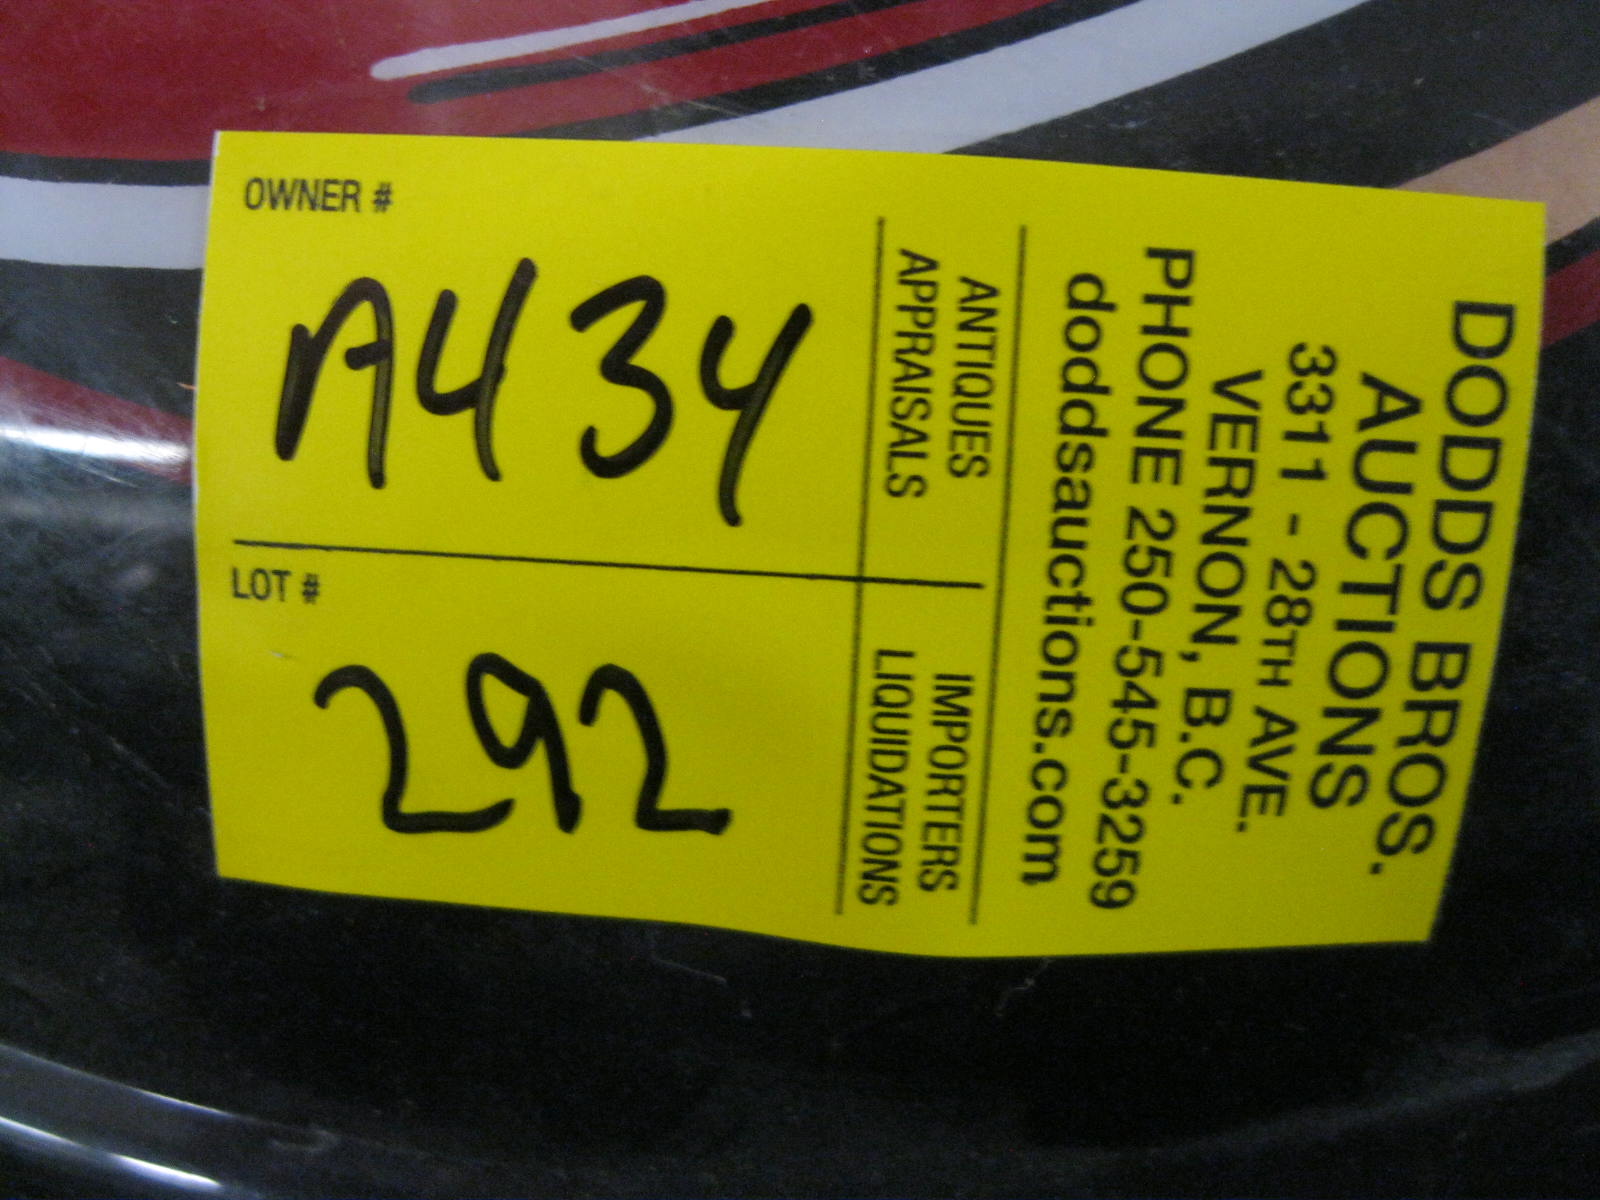 DODDS BROS.
AUCTIONS
3311 - 28TH AVE.
VERNON, B.C.
PHONE 250-545-3259
doddsauctions.com
ANTIQUES
APPRAISALS
IMPORTERS
LIQUIDATIONS
OWNER #
A434
LOT #
292